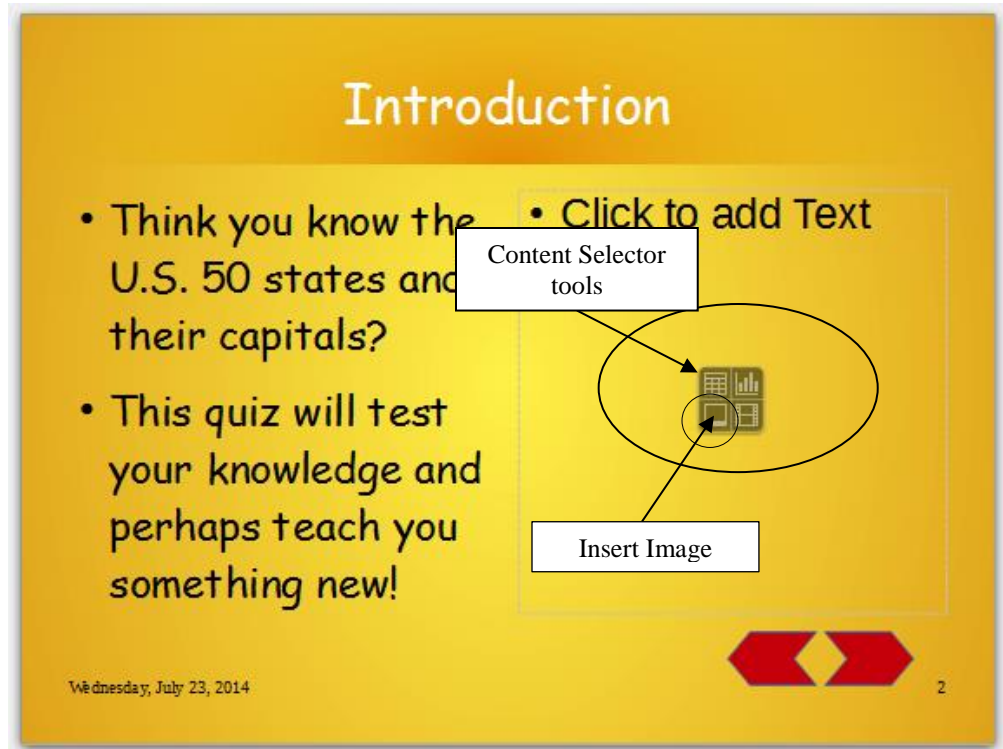 Introduction
• Think you know the
U.S. 50 states and
their capitals?
• This quiz will test
your knowledge and
perhaps teach you
something new!
• Click to add Text
Content Selector
tools
Insert Image
Wednesday, July 23, 2014
2